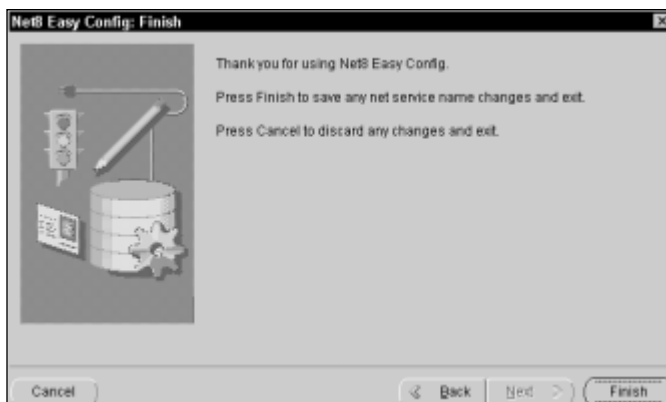 Net8 Easy Config: Finish
Thank you for using Net8 Easy Config.
Press Finish to save any net service name changes and exit.
Press Cancel to discard any changes and exit.
Cancel
Back
Next
Finish